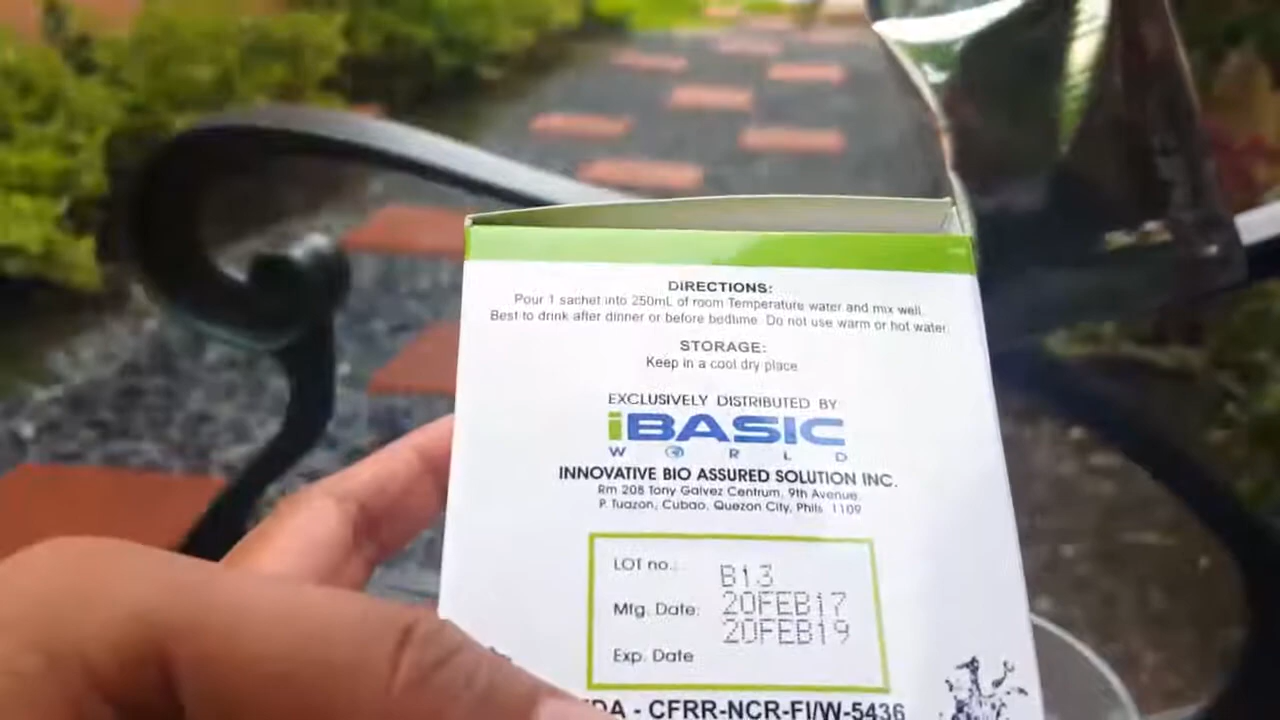 DIRECTIONS:
Pour 1 sachet into 250mL of room Temperature water and mix well.
Best to drink after dinner or before bedtime. Do not use warm or hot water.
STORAGE:
Keep in a cool dry place
EXCLUSIVELY DISTRIBUTED BY
iBASIC
WORLD
INNOVATIVE BIO ASSURED SOLUTION INC.
Rm 208 Tony Galvez Centrum, 9th Avenue,
P. Tuazon, Cubao, Quezon City, Phils. 1109
LOT no.: B13
Mfg. Date: 20FEB17
20FEB19
Exp. Date
- CFRR-NCR-FI/W-5436